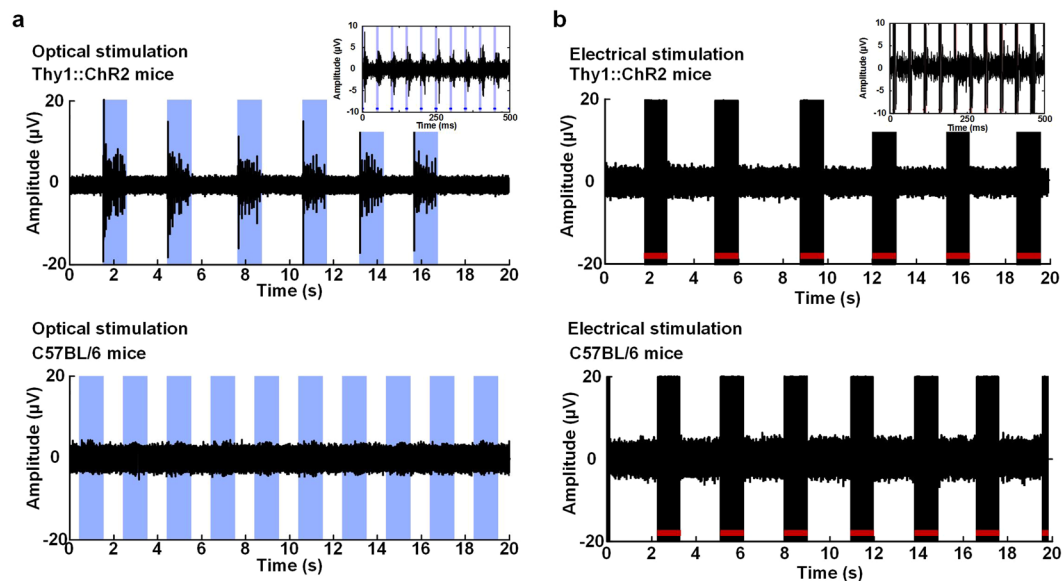 a
Optical stimulation
Thy1::ChR2 mice
Amplitude (µV)
10
5
0
-5
-10
0
250
500
Time (ms)
Amplitude (µV)
20
0
-20
0 2 4 6 8 10 12 14 16 18 20
Time (s)
Optical stimulation
C57BL/6 mice
Amplitude (µV)
20
0
-20
0 2 4 6 8 10 12 14 16 18 20
Time (s)
b
Electrical stimulation
Thy1::ChR2 mice
Amplitude (µV)
10
5
0
-5
-10
0
250
500
Time (ms)
Amplitude (µV)
20
0
-20
0 2 4 6 8 10 12 14 16 18 20
Time (s)
Electrical stimulation
C57BL/6 mice
Amplitude (µV)
20
0
-20
0 2 4 6 8 10 12 14 16 18 20
Time (s)